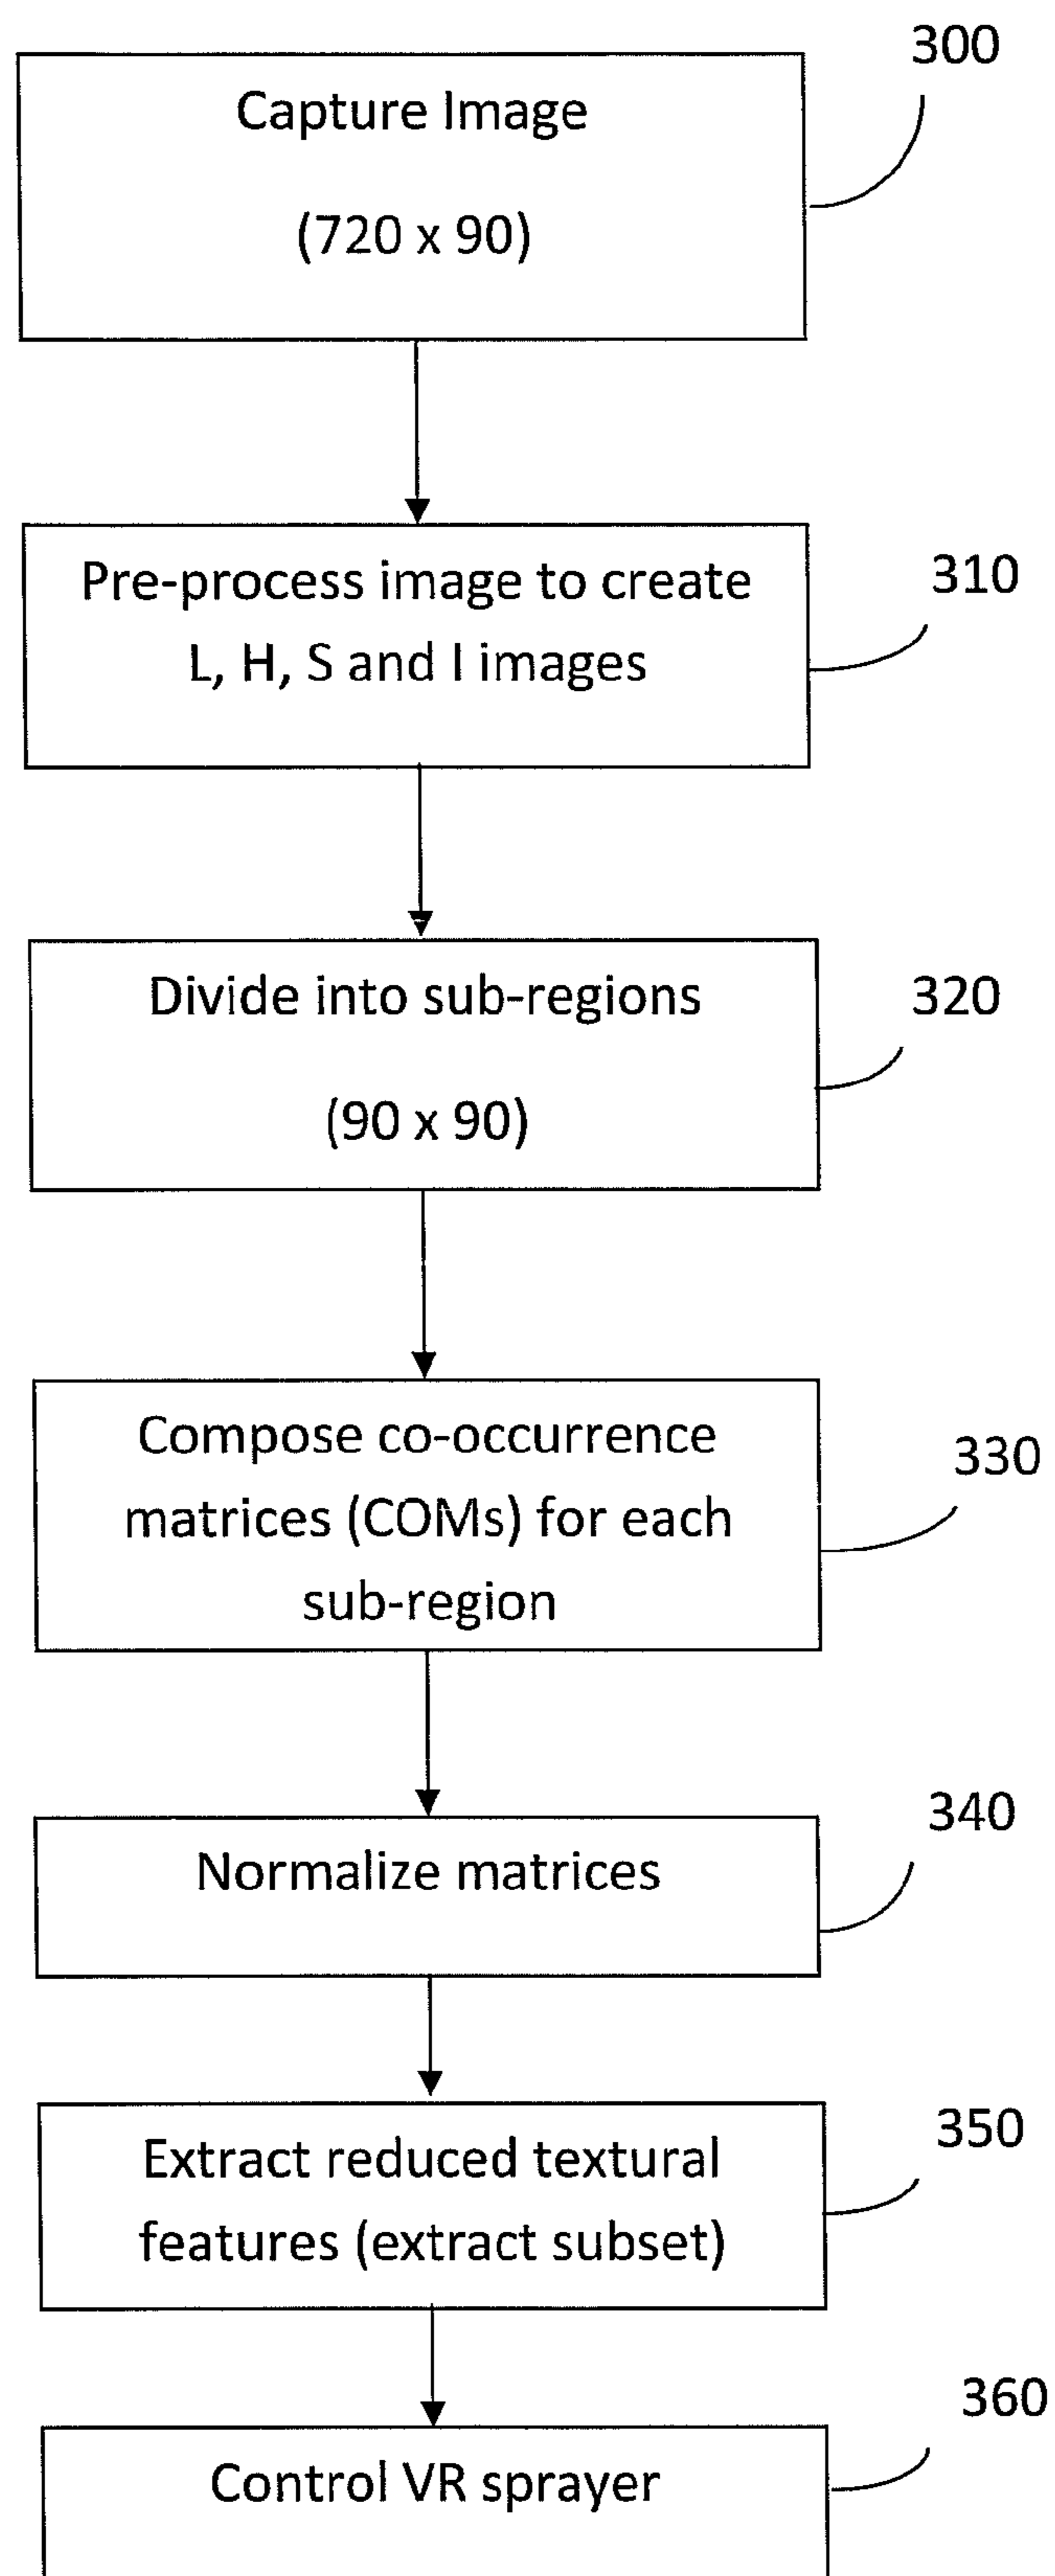 300
Capture Image
(720 x 90)
310
Pre-process image to create
L, H, S and I images
320
Divide into sub-regions
(90 x 90)
330
Compose co-occurrence
matrices (COMs) for each
sub-region
340
Normalize matrices
350
Extract reduced textural
features (extract subset)
360
Control VR sprayer